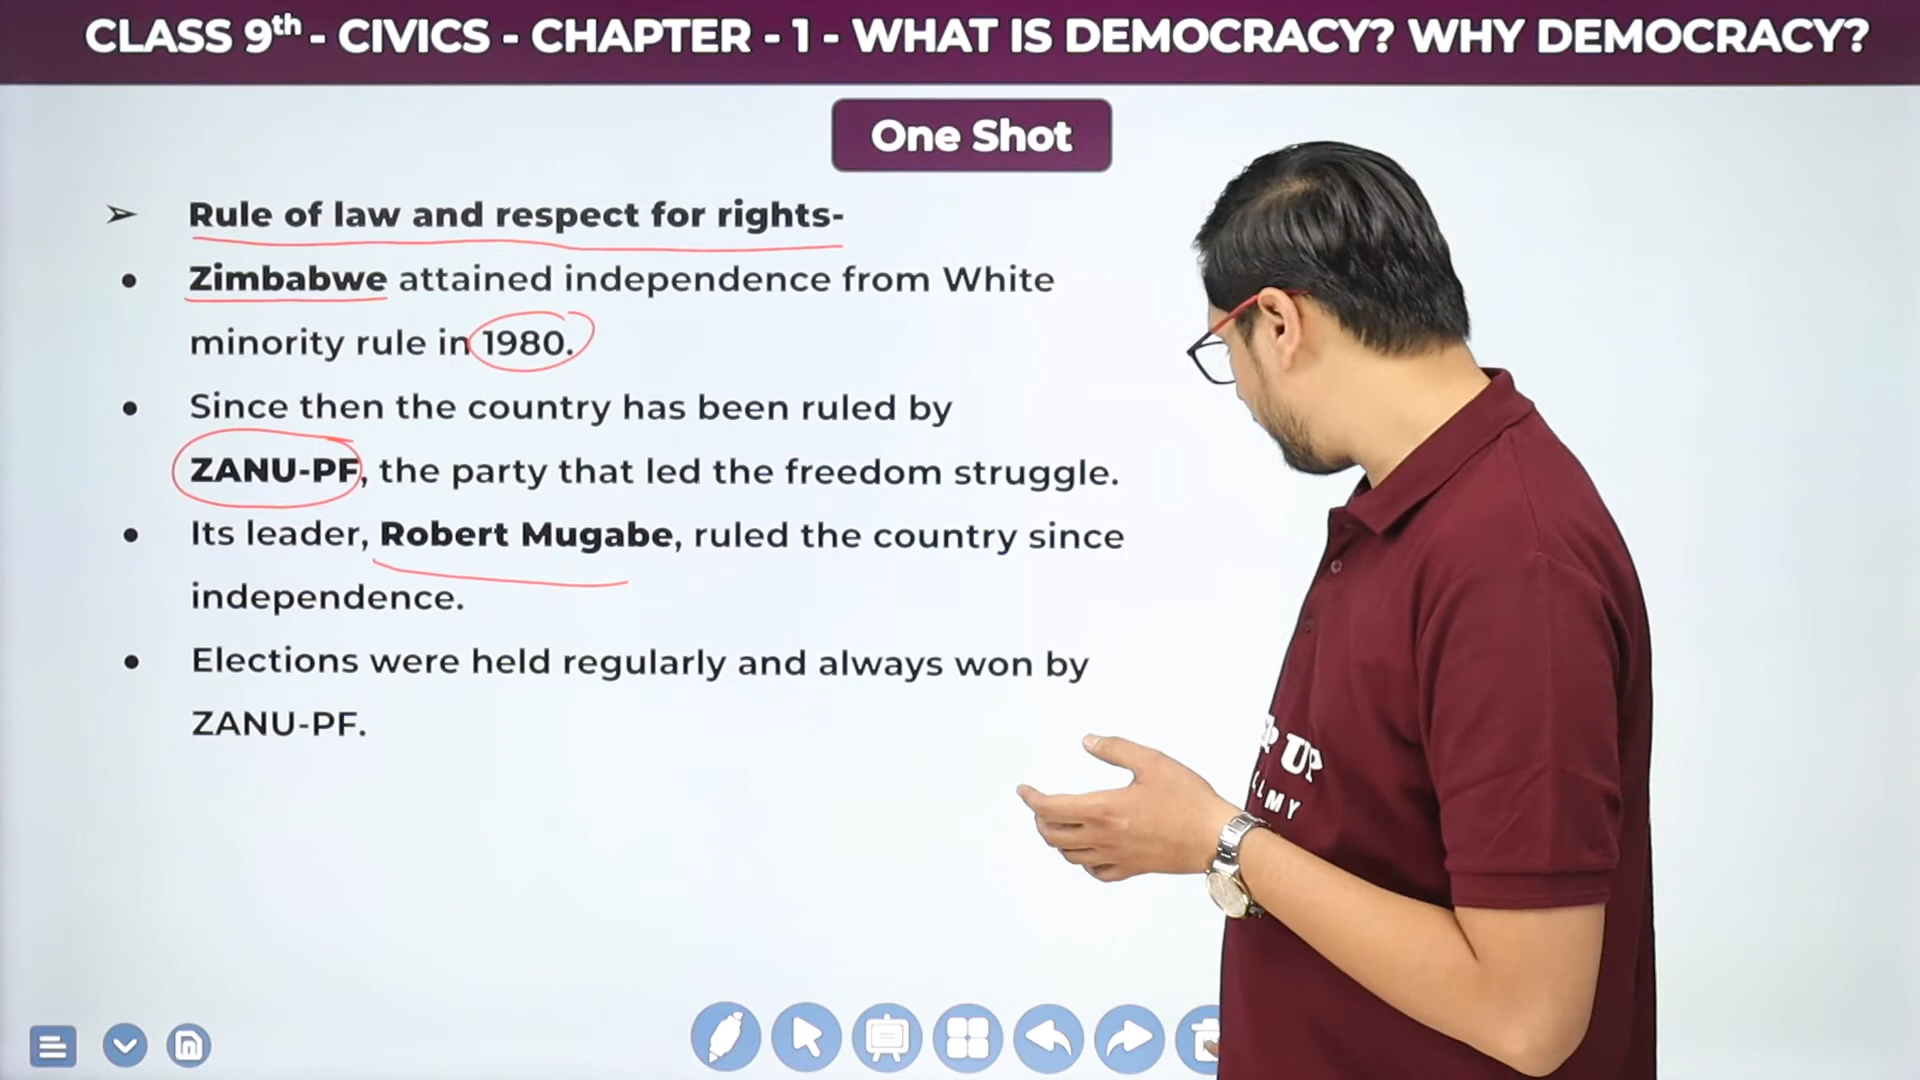 CLASS 9th - CIVICS - CHAPTER - 1 - WHAT IS DEMOCRACY? WHY DEMOCRACY?
One Shot
➢ Rule of law and respect for rights-
• Zimbabwe attained independence from White
minority rule in 1980.
• Since then the country has been ruled by
ZANU-PF, the party that led the freedom struggle.
• Its leader, Robert Mugabe, ruled the country since
independence.
• Elections were held regularly and always won by
ZANU-PF.
UP